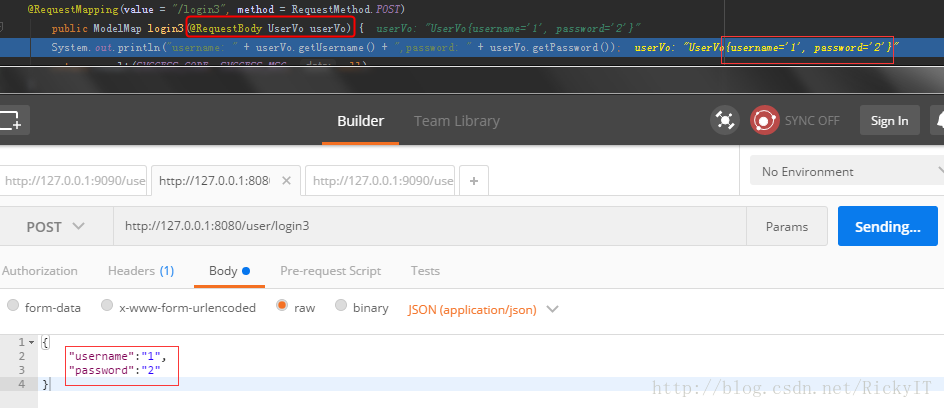 @RequestMapping(value = "/login3", method = RequestMethod.POST)
public ModelMap login3(@RequestBody UserVo userVo) { userVo: "UserVo{username='1', password='2'}"
System.out.println("username: " + userVo.getUsername() + ",password: " + userVo.getPassword()); userVo: "UserVo{username='1', password='2'}"
Builder
Team Library
SYNC OFF
Sign In
http://127.0.0.1:9090/use
http://127.0.0.1:8080
http://127.0.0.1:9090/use
No Environment
POST
http://127.0.0.1:8080/user/login3
Params
Sending...
Authorization
Headers (1)
Body
Pre-request Script
Tests
form-data
x-www-form-urlencoded
raw
binary
JSON (application/json)
1 {
2 "username":"1",
3 "password":"2"
4 }
http://blog.csdn.net/RickyIT